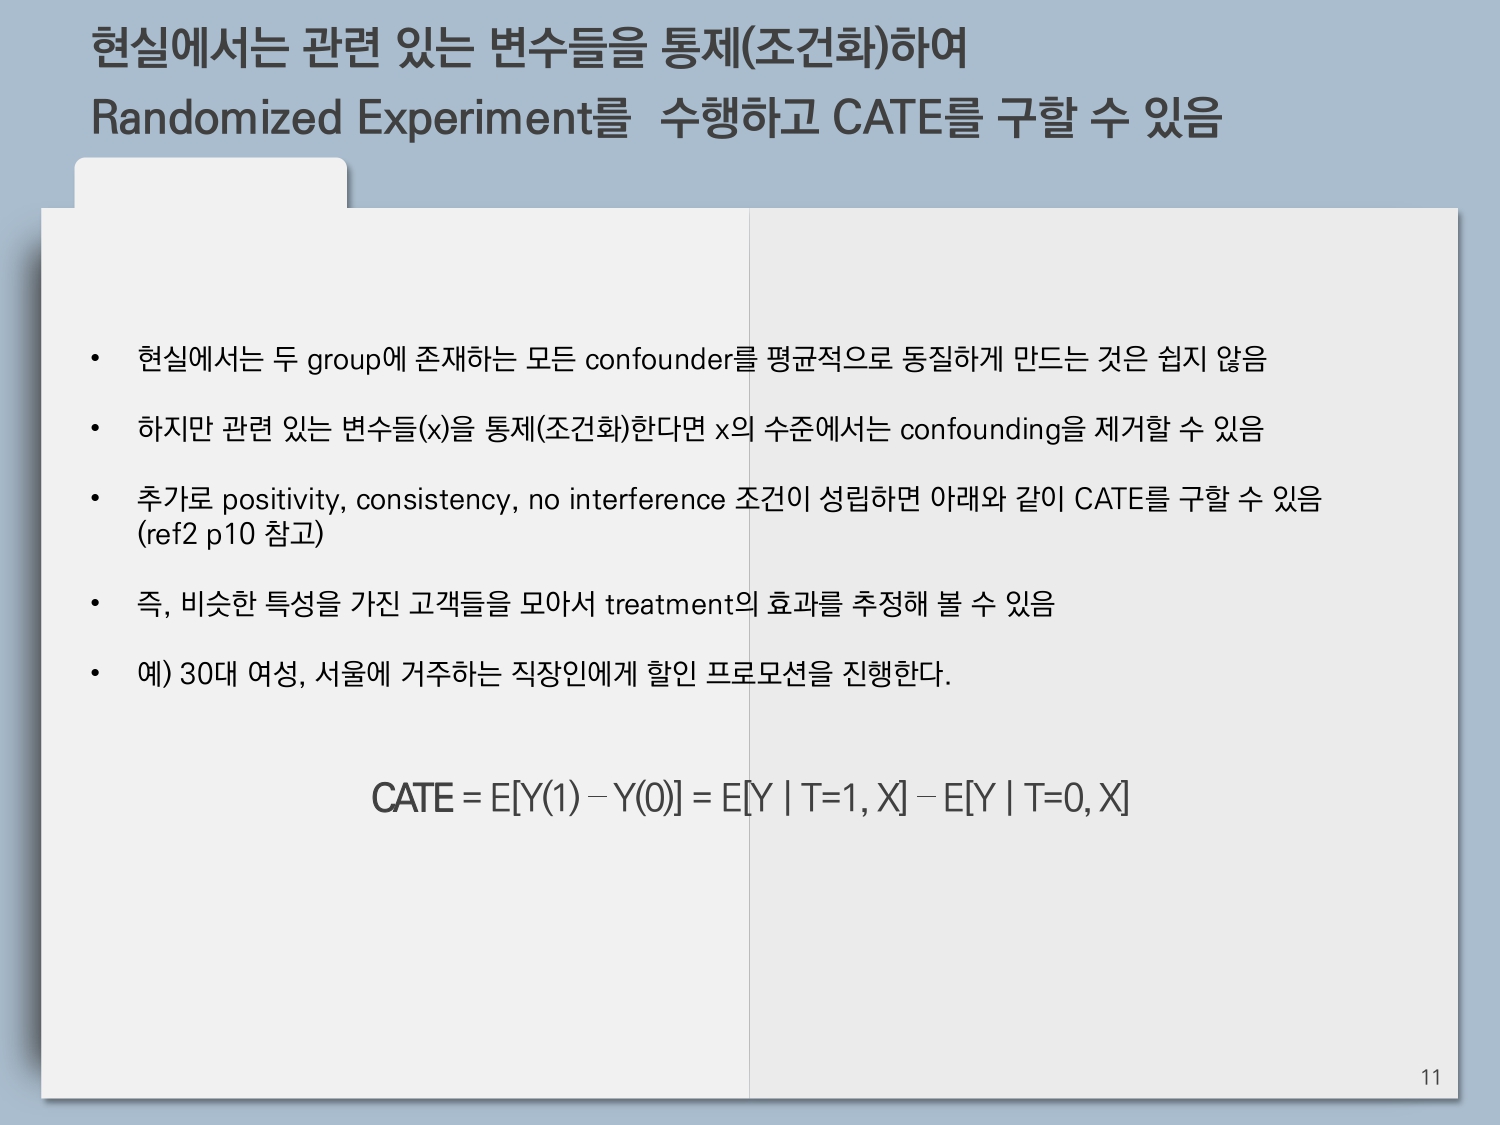 현실에서는 관련 있는 변수들을 통제(조건화)하여
Randomized Experiment를 수행하고 CATE를 구할 수 있음
• 현실에서는 두 group에 존재하는 모든 confounder를 평균적으로 동질하게 만드는 것은 쉽지 않음
• 하지만 관련 있는 변수들(x)을 통제(조건화)한다면 x의 수준에서는 confounding을 제거할 수 있음
• 추가로 positivity, consistency, no interference 조건이 성립하면 아래와 같이 CATE를 구할 수 있음
(ref2 p10 참고)
• 즉, 비슷한 특성을 가진 고객들을 모아서 treatment의 효과를 추정해 볼 수 있음
• 예) 30대 여성, 서울에 거주하는 직장인에게 할인 프로모션을 진행한다.
CATE = E[Y(1) – Y(0)] = E[Y | T=1, X] – E[Y | T=0, X]
11